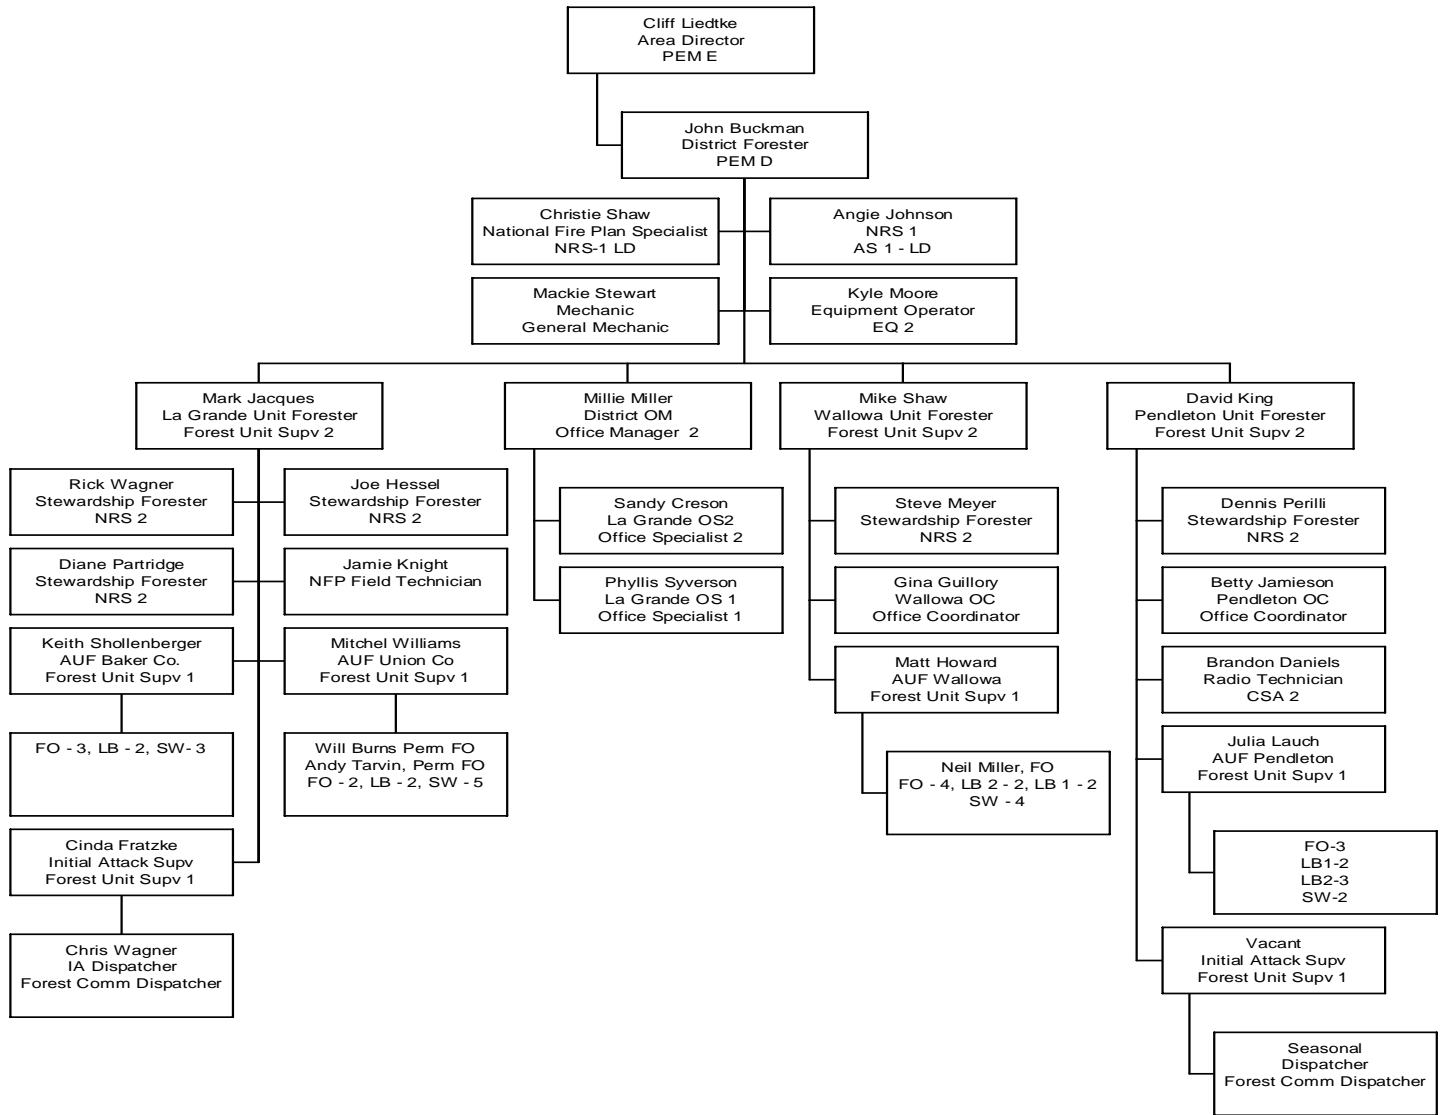 Cliff Liedtke
Area Director
PEM E
John Buckman
District Forester
PEM D
Christie Shaw
National Fire Plan Specialist
NRS-1 LD
Angie Johnson
NRS 1
AS 1 - LD
Mackie Stewart
Mechanic
General Mechanic
Kyle Moore
Equipment Operator
EQ 2
Mark Jacques
La Grande Unit Forester
Forest Unit Supv 2
Rick Wagner
Stewardship Forester
NRS 2
Joe Hessel
Stewardship Forester
NRS 2
Diane Partridge
Stewardship Forester
NRS 2
Jamie Knight
NFP Field Technician
Keith Shollenberger
AUF Baker Co.
Forest Unit Supv 1
Mitchel Williams
AUF Union Co
Forest Unit Supv 1
FO - 3, LB - 2, SW- 3
Will Burns Perm FO
Andy Tarvin, Perm FO
FO - 2, LB - 2, SW - 5
Cinda Fratzke
Initial Attack Supv
Forest Unit Supv 1
Chris Wagner
IA Dispatcher
Forest Comm Dispatcher
Millie Miller
District OM
Office Manager 2
Sandy Creson
La Grande OS2
Office Specialist 2
Phyllis Syverson
La Grande OS 1
Office Specialist 1
Mike Shaw
Wallowa Unit Forester
Forest Unit Supv 2
Steve Meyer
Stewardship Forester
NRS 2
Gina Guillory
Wallowa OC
Office Coordinator
Matt Howard
AUF Wallowa
Forest Unit Supv 1
Neil Miller, FO
FO - 4, LB 2 - 2, LB 1 - 2
SW - 4
David King
Pendleton Unit Forester
Forest Unit Supv 2
Dennis Perilli
Stewardship Forester
NRS 2
Betty Jamieson
Pendleton OC
Office Coordinator
Brandon Daniels
Radio Technician
CSA 2
Julia Lauch
AUF Pendleton
Forest Unit Supv 1
FO-3
LB1-2
LB2-3
SW-2
Vacant
Initial Attack Supv
Forest Unit Supv 1
Seasonal
Dispatcher
Forest Comm Dispatcher